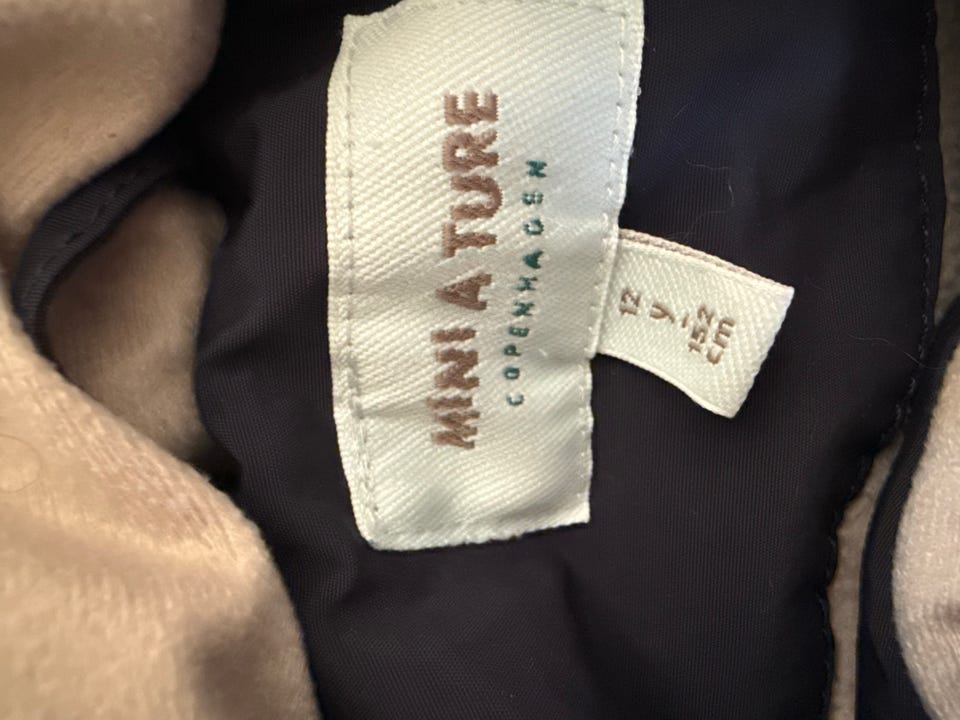 MINI A TURE
COPENHAGEN
12
y
–
152
cm